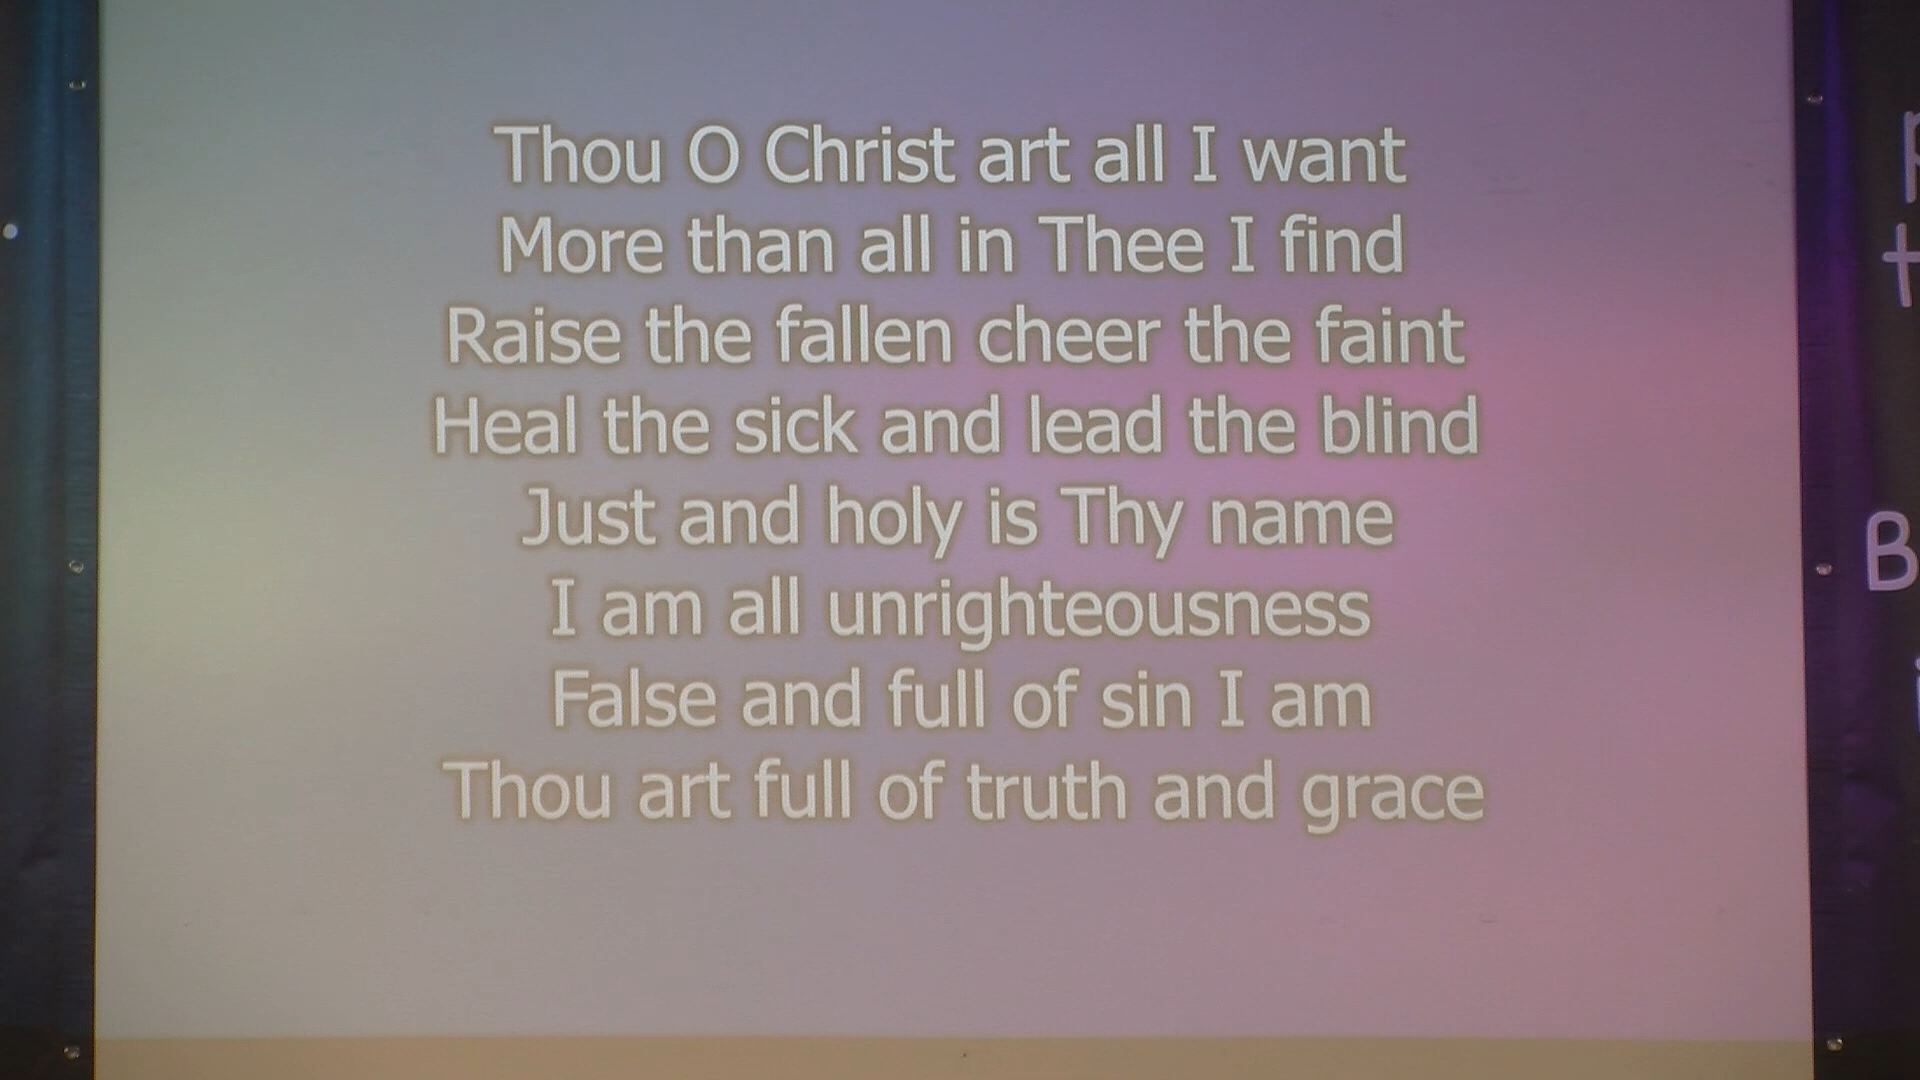 Thou O Christ art all I want
More than all in Thee I find
Raise the fallen cheer the faint
Heal the sick and lead the blind
Just and holy is Thy name
I am all unrighteousness
False and full of sin I am
Thou art full of truth and grace